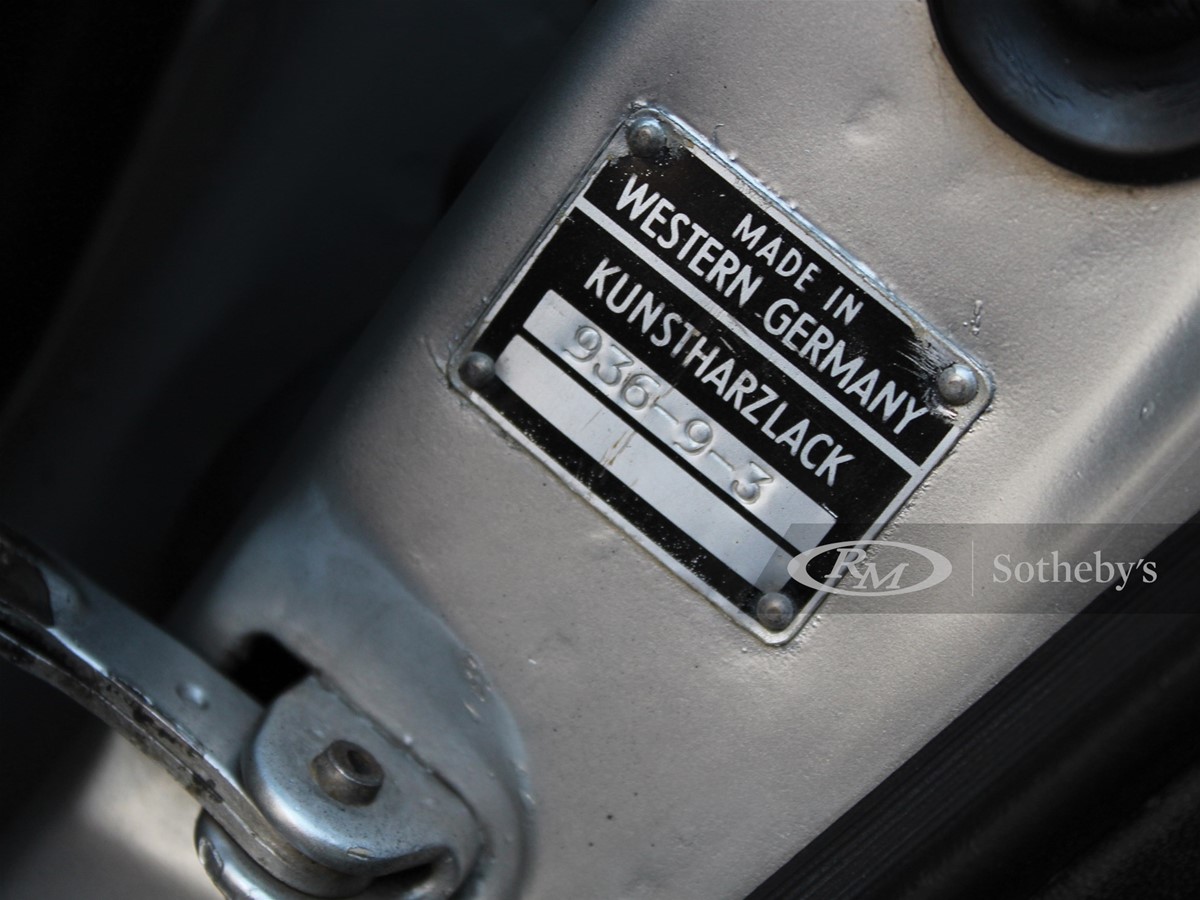 MADE IN
WESTERN GERMANY
KUNSTHARZLACK
936-9-3
RM Sotheby's